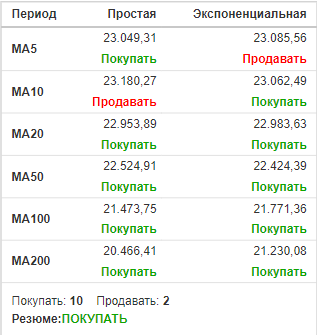 Период Простая Экспоненциальная
MA5 23.049,31 23.085,56
Покупать Продавать
MA10 23.180,27 23.062,49
Продавать Покупать
MA20 22.953,89 22.983,63
Покупать Покупать
MA50 22.524,91 22.424,39
Покупать Покупать
MA100 21.473,75 21.771,36
Покупать Покупать
MA200 20.466,41 21.230,08
Покупать Покупать
Покупать: 10 Продавать: 2
Резюме:ПОКУПАТЬ